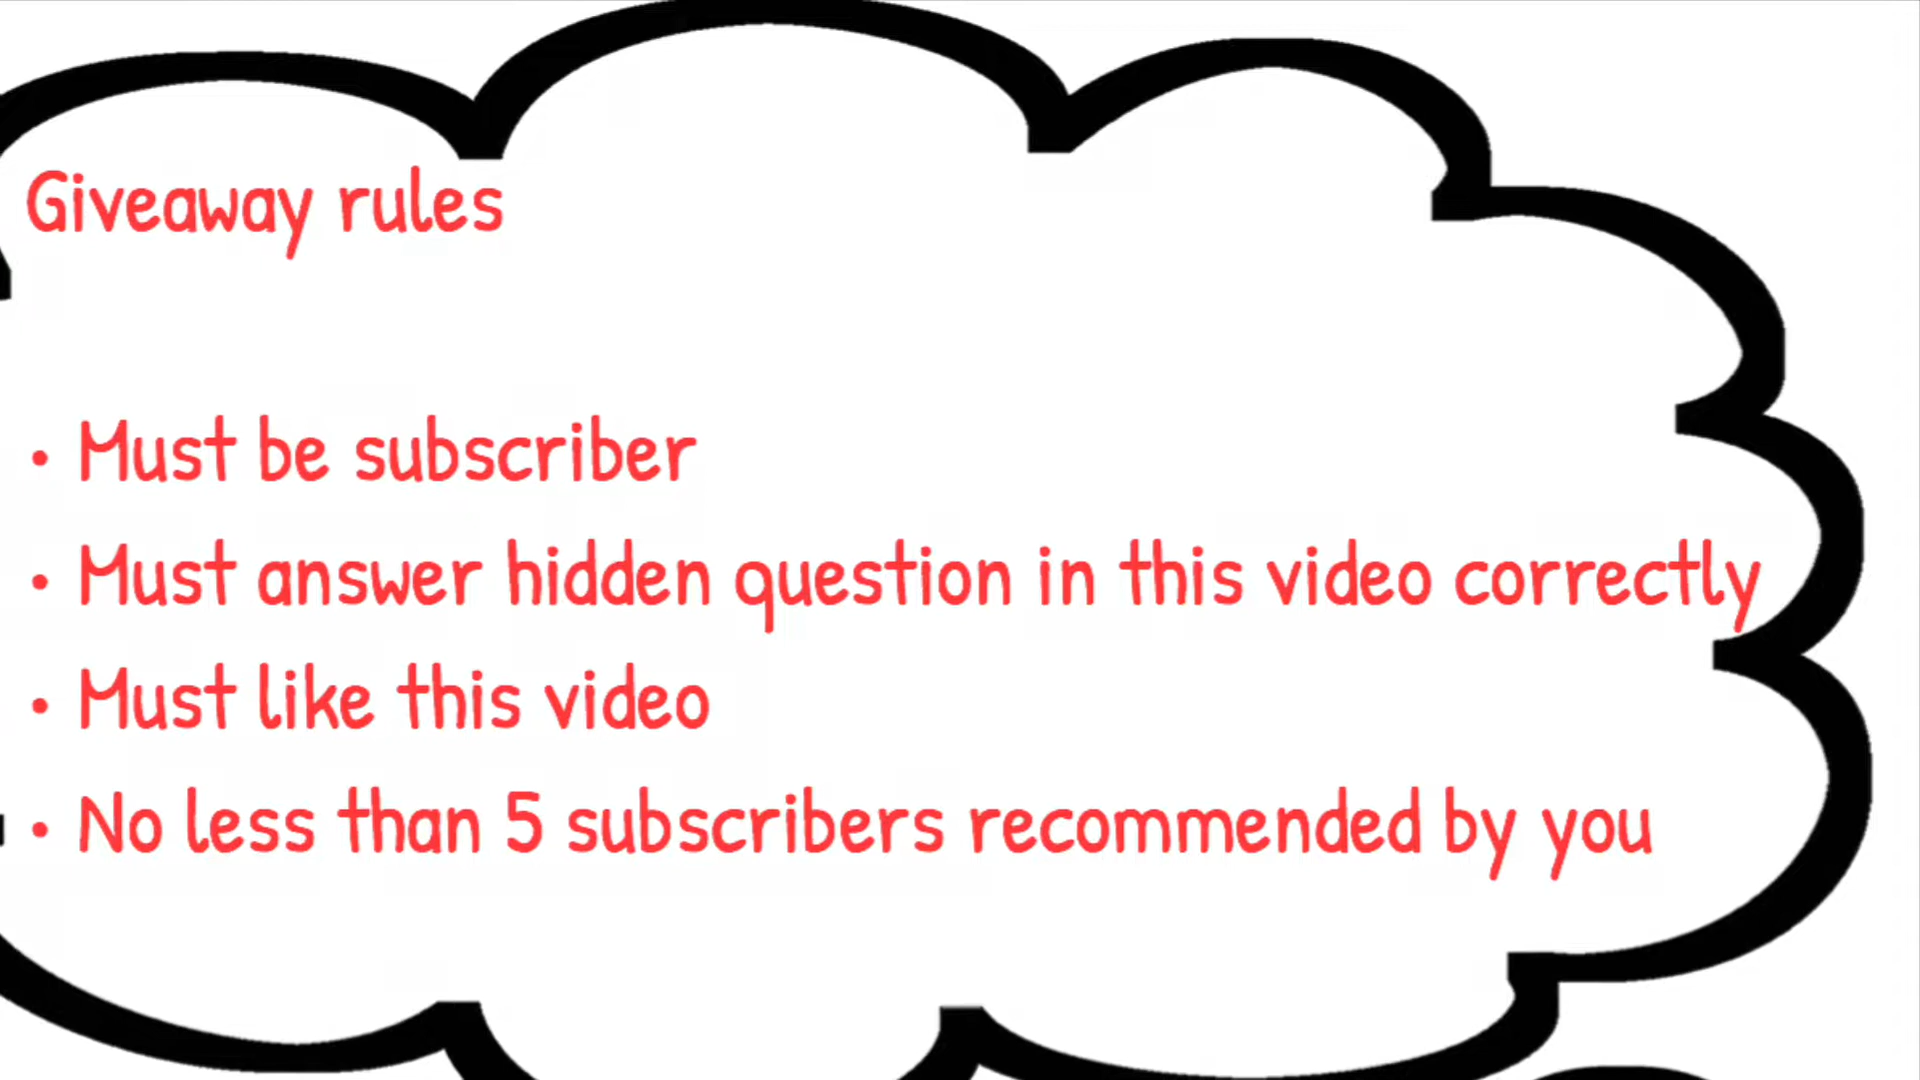 Giveaway rules
• Must be subscriber
• Must answer hidden question in this video correctly
• Must like this video
• No less than 5 subscribers recommended by you